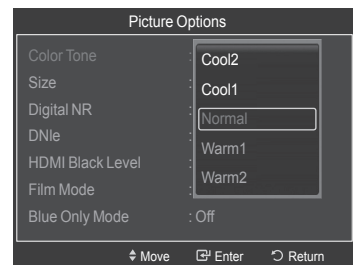 Picture Options
Color Tone :
Size :
Digital NR :
DNIe :
HDMI Black Level :
Film Mode :
Blue Only Mode : Off
Cool2
Cool1
Normal
Warm1
Warm2
Move Enter Return